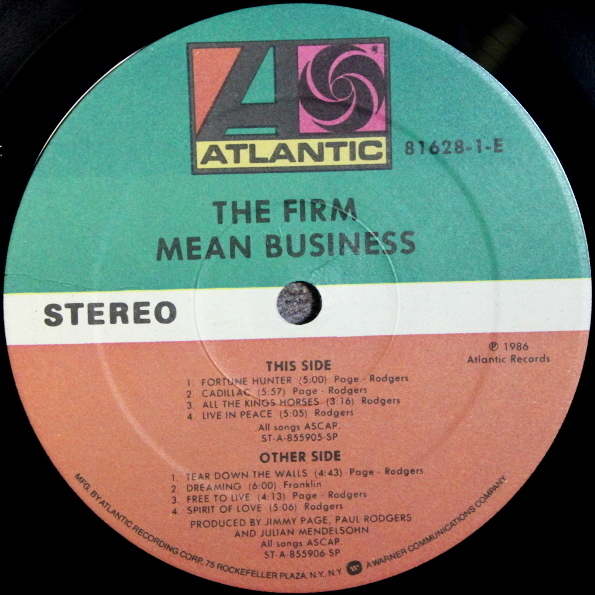 ®
ATLANTIC
81628-1-E
THE FIRM
MEAN BUSINESS
STEREO
℗ 1986
Atlantic Records
THIS SIDE
1. FORTUNE HUNTER (5:00) Page - Rodgers
2. CADILLAC (5:57) Page - Rodgers
3. ALL THE KINGS HORSES (3:16) Rodgers
4. LIVE IN PEACE (5:05) Rodgers
All songs ASCAP.
ST-A-855905-SP
OTHER SIDE
1. TEAR DOWN THE WALLS (4:43) Page - Rodgers
2. DREAMING (6:00) Franklin
3. FREE TO LIVE (4:13) Page - Rodgers
4. SPIRIT OF LOVE (5:06) Rodgers
PRODUCED BY JIMMY PAGE, PAUL RODGERS
AND JULIAN MENDELSOHN
All songs ASCAP.
ST-A-855906-SP
MFG. BY ATLANTIC RECORDING CORP. 75 ROCKEFELLER PLAZA, N.Y., N.Y. A WARNER COMMUNICATIONS COMPANY